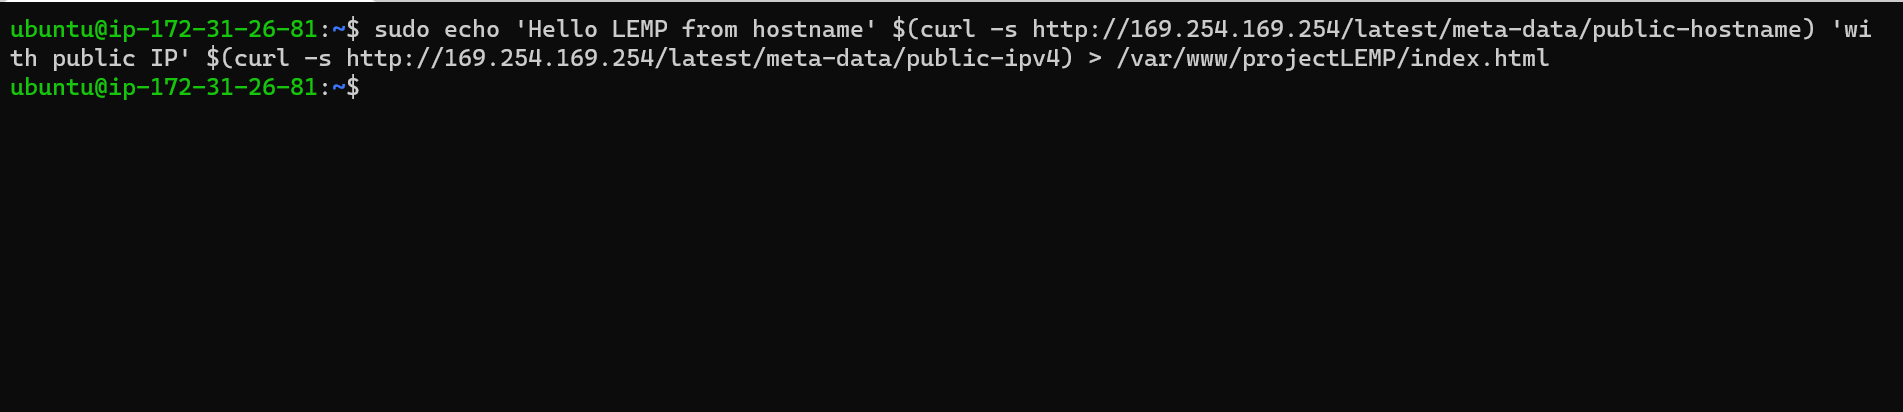 ubuntu@ip-172-31-26-81:~$ sudo echo 'Hello LEMP from hostname' $(curl -s http://169.254.169.254/latest/meta-data/public-hostname) 'wi
th public IP' $(curl -s http://169.254.169.254/latest/meta-data/public-ipv4) > /var/www/projectLEMP/index.html
ubuntu@ip-172-31-26-81:~$